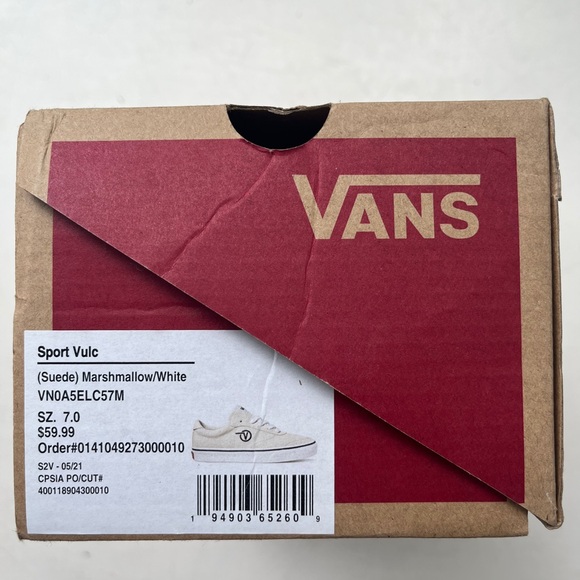 VANS
Sport Vulc
(Suede) Marshmallow/White
VN0A5ELC57M
SZ. 7.0
$59.99
Order#0141049273000010
S2V - 05/21
CPSIA PO/CUT#
400118904300010
1 94903 65260 9